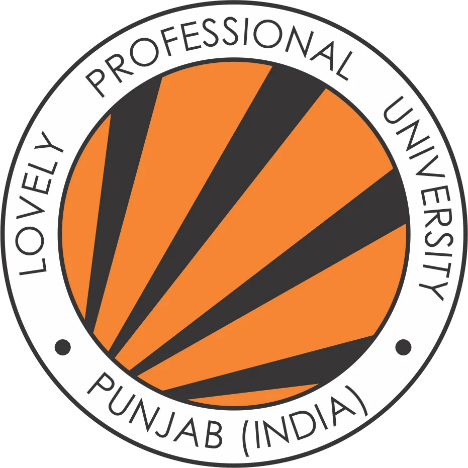 LOVELY PROFESSIONAL UNIVERSITY
PUNJAB (INDIA)